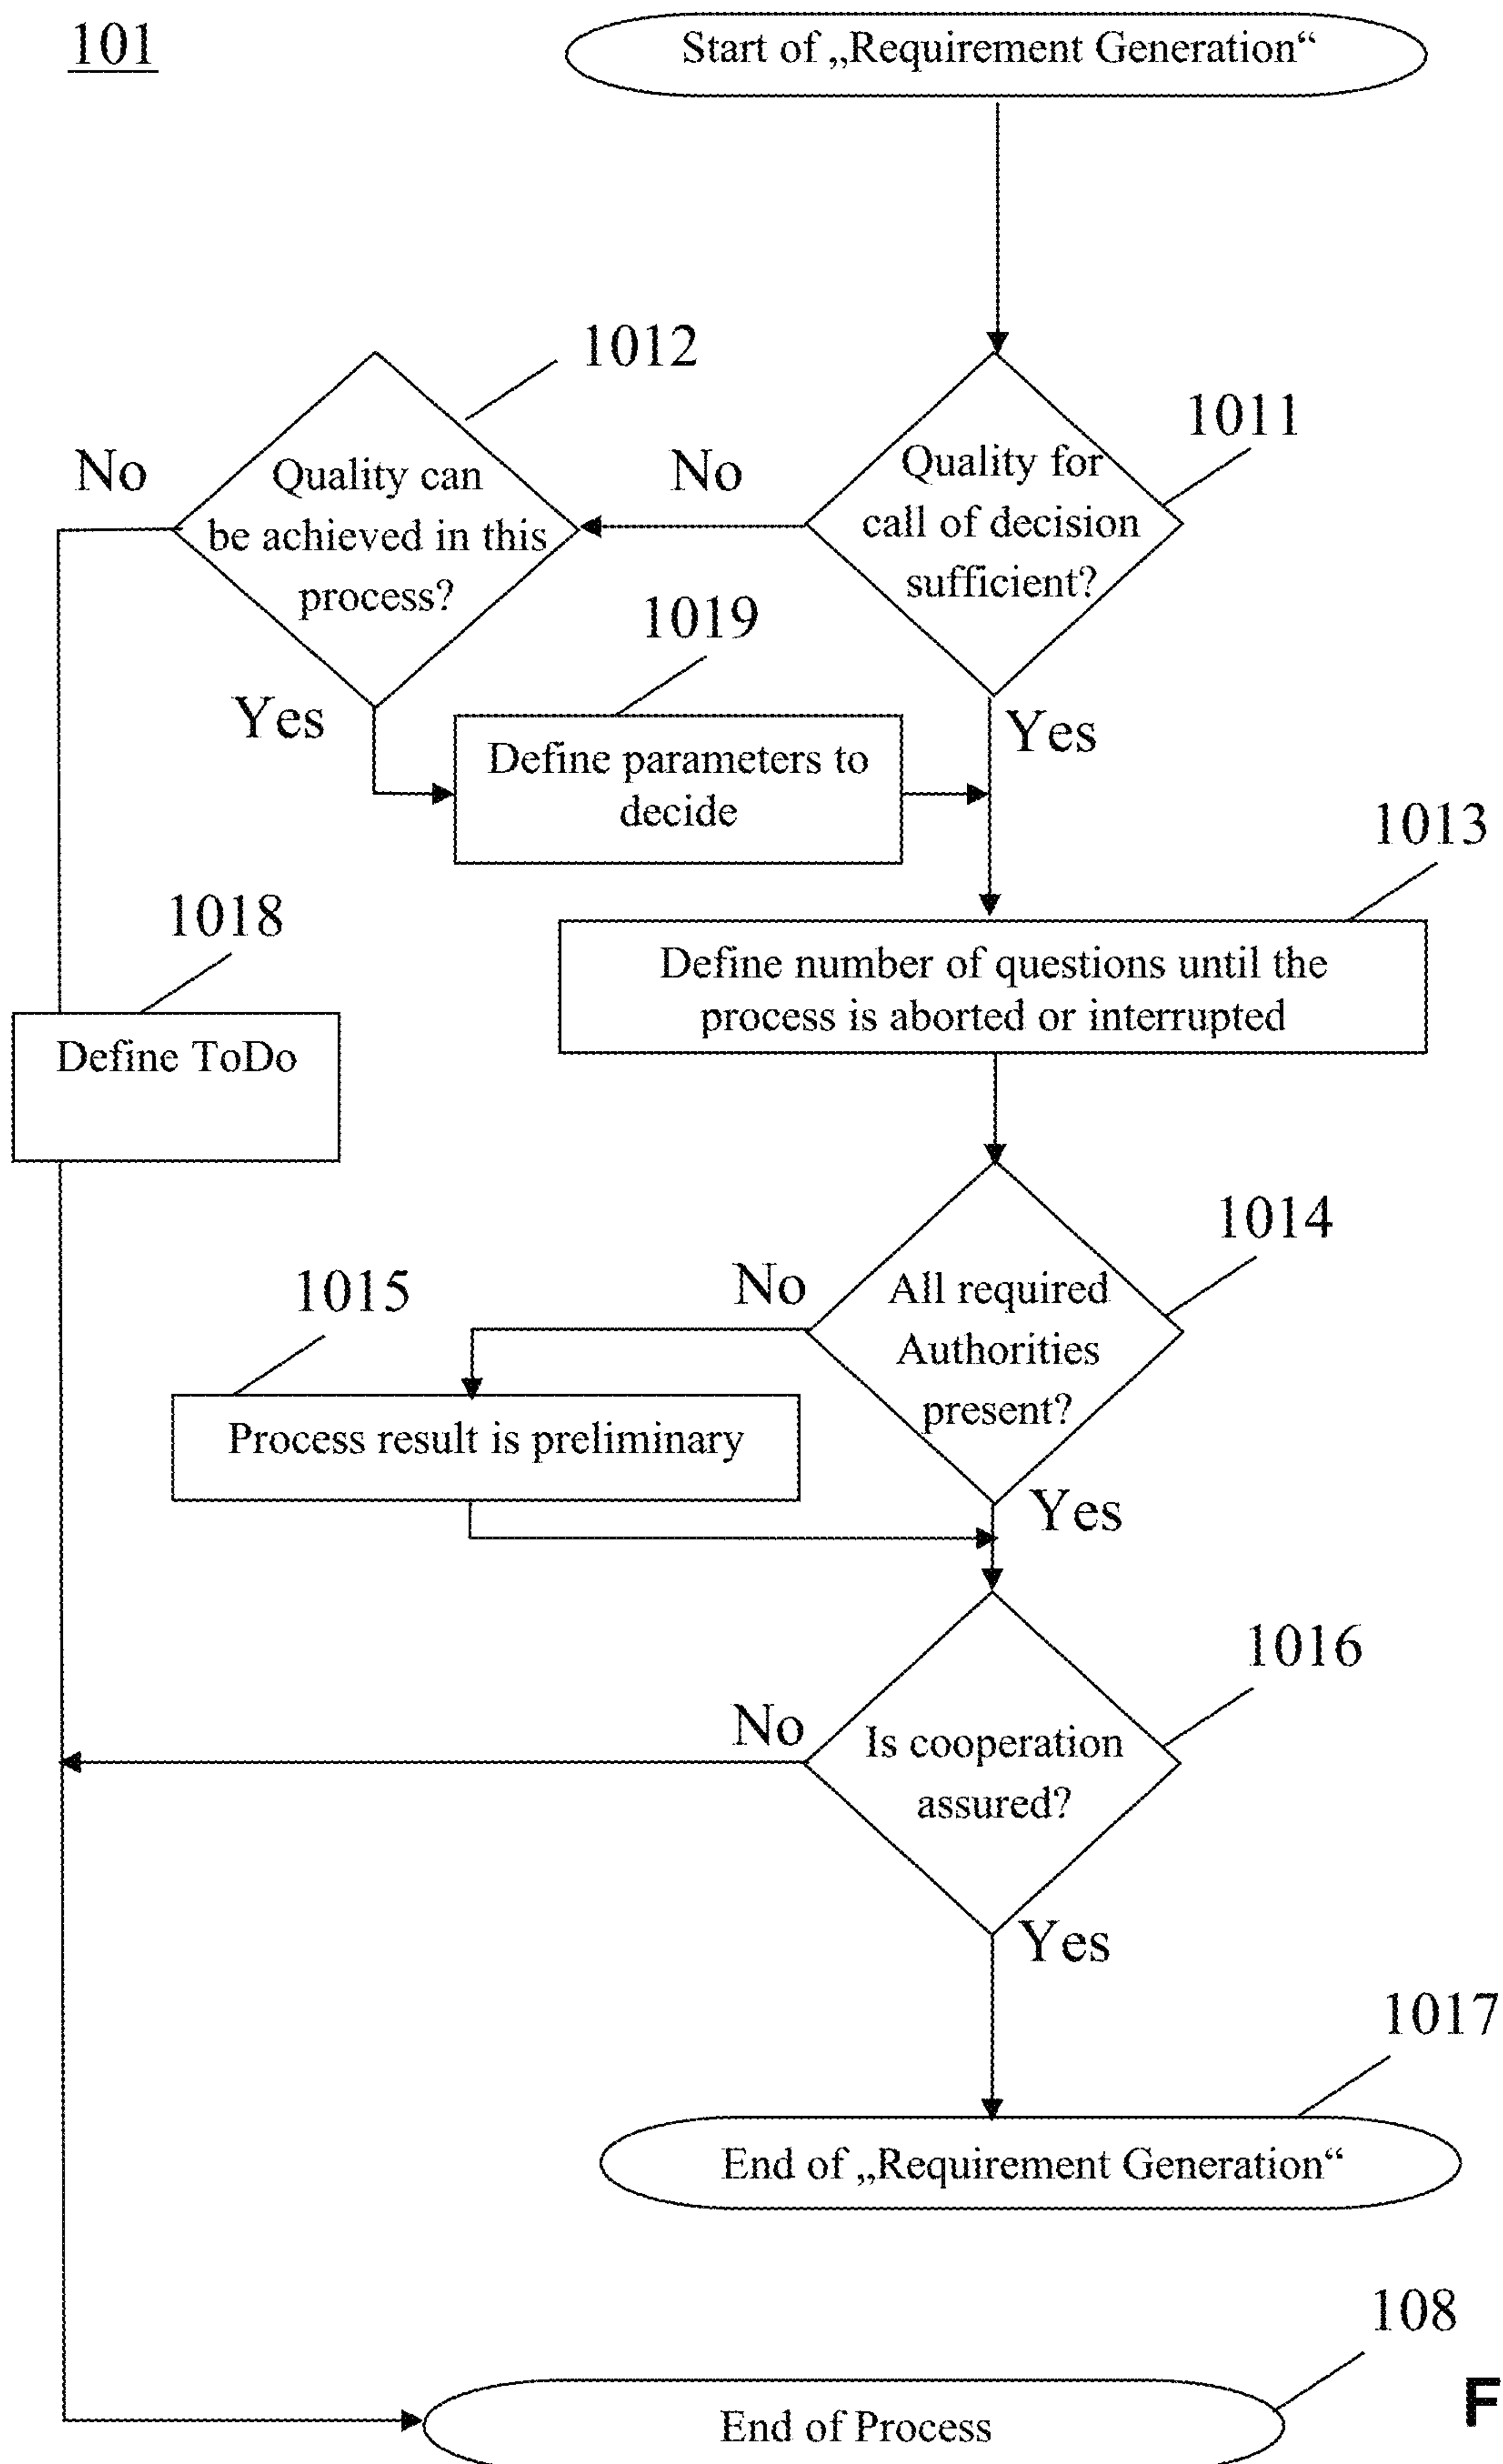 101
Start of „Requirement Generation“
1012
1011
No
Quality can
be achieved in this
process?
No
Quality for
call of decision
sufficient?
1019
Yes
Define parameters to
decide
Yes
1013
1018
Define number of questions until the
process is aborted or interrupted
Define ToDo
1014
1015
No
All required
Authorities
present?
Process result is preliminary
Yes
1016
No
Is cooperation
assured?
Yes
1017
End of „Requirement Generation“
108
End of Process
F